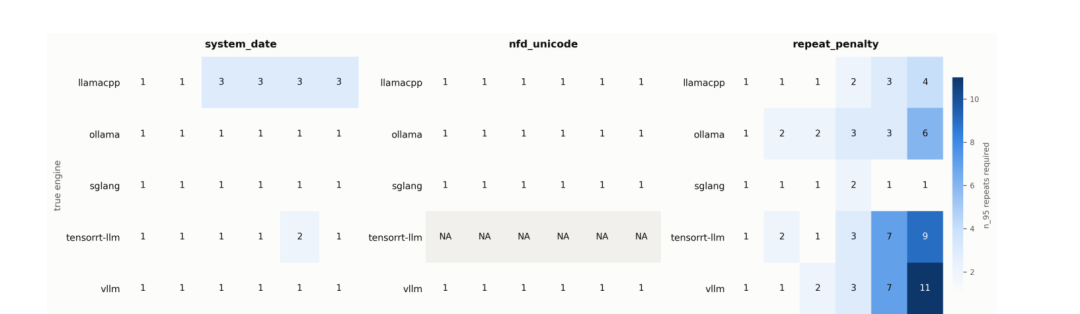 system_date nfd_unicode repeat_penalty
llamacpp 1 1 3 3 3 3 llamacpp 1 1 1 1 1 1 llamacpp 1 1 1 2 3 4
ollama 1 1 1 1 1 1 ollama 1 1 1 1 1 1 ollama 1 2 2 3 3 6
sglang 1 1 1 1 1 1 sglang 1 1 1 1 1 1 sglang 1 1 1 2 1 1
tensorrt-llm 1 1 1 1 2 1 tensorrt-llm NA NA NA NA NA NA tensorrt-llm 1 2 1 3 7 9
vllm 1 1 1 1 1 1 vllm 1 1 1 1 1 1 vllm 1 1 2 3 7 11
true engine
10
8
6
4
2
n_95 repeats required